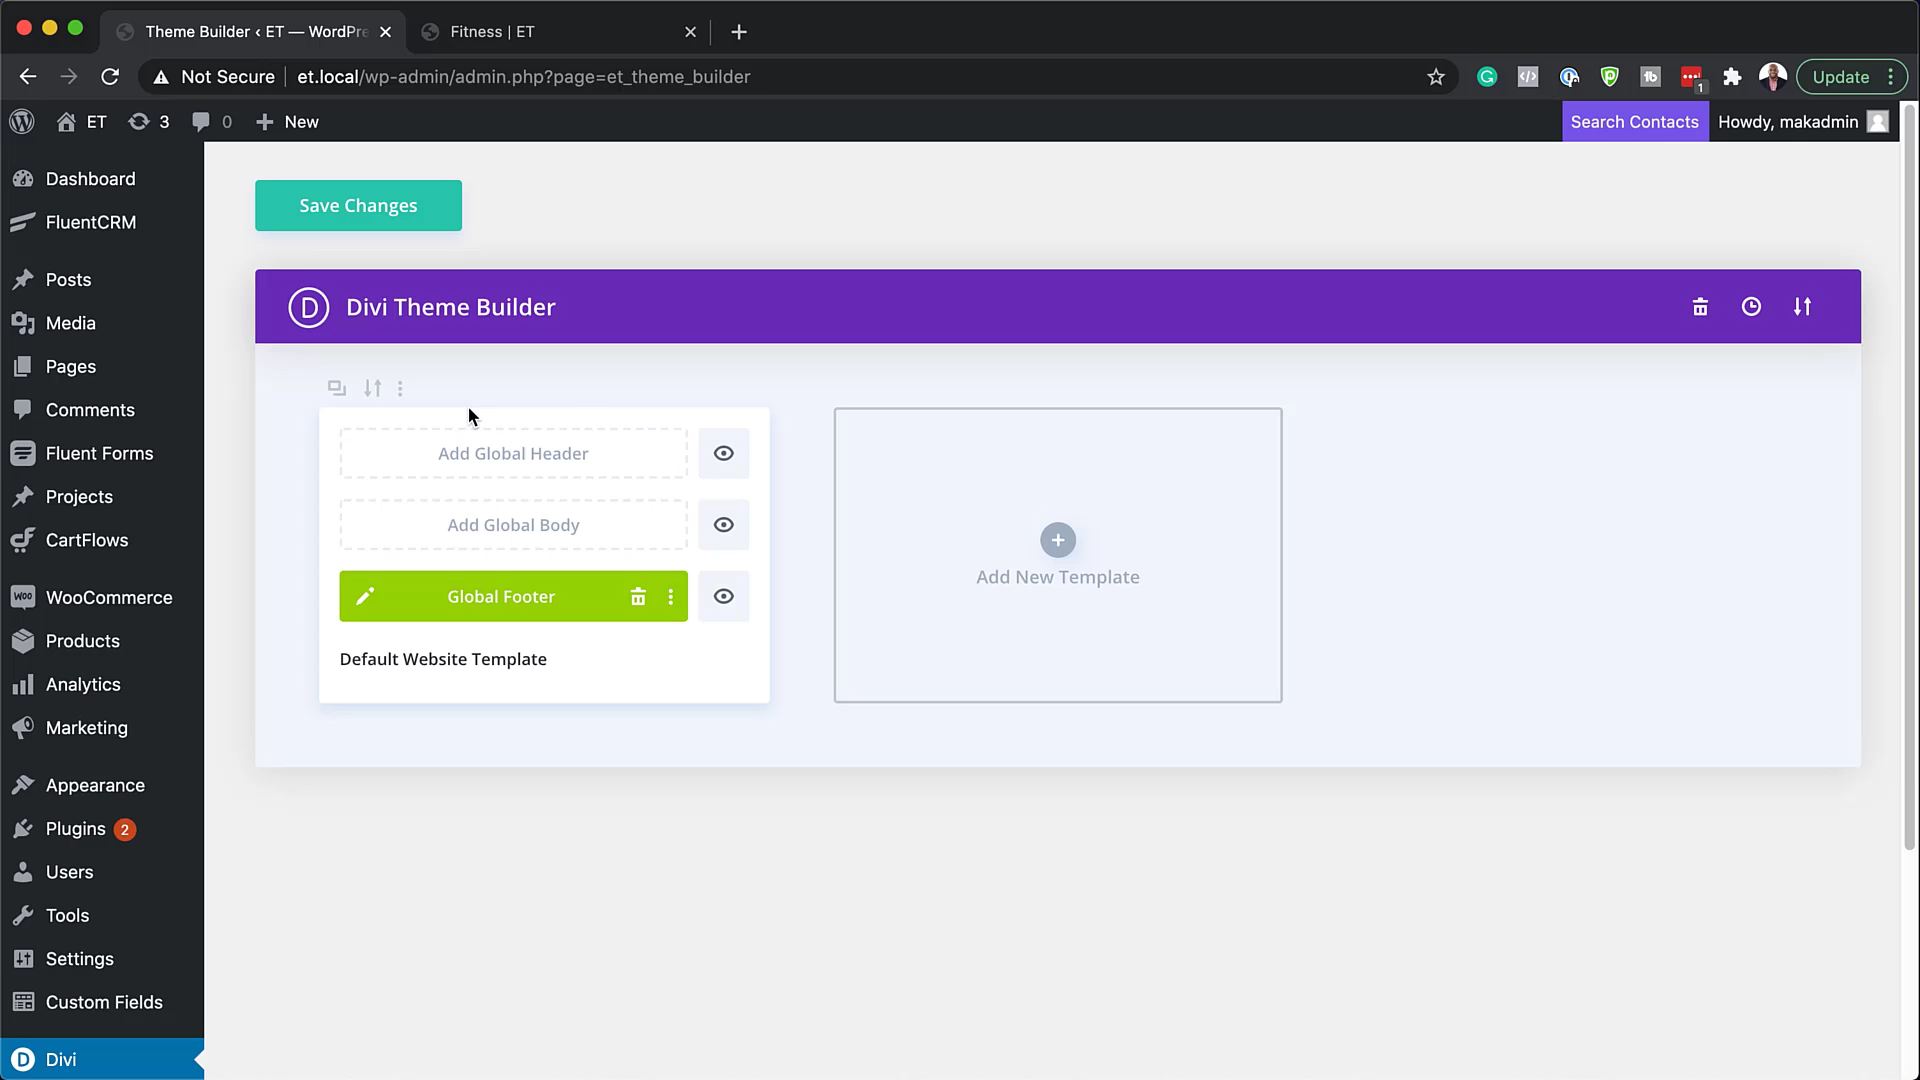 Theme Builder ‹ ET — WordPre
Fitness | ET
Not Secure
et.local/wp-admin/admin.php?page=et_theme_builder
1
Update
ET
3
0
New
Search Contacts
Howdy, makadmin
Dashboard
FluentCRM
Posts
Media
Pages
Comments
Fluent Forms
Projects
CartFlows
WooCommerce
Products
Analytics
Marketing
Appearance
Plugins 2
Users
Tools
Settings
Custom Fields
Divi
Save Changes
Divi Theme Builder
Add Global Header
Add Global Body
Global Footer
Default Website Template
Add New Template